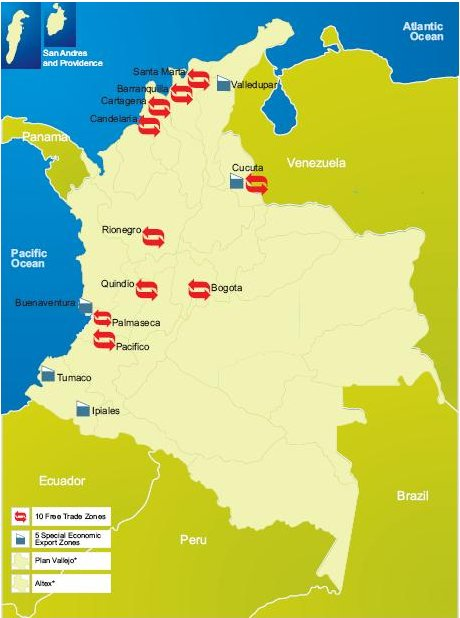 San Andres
and Providence
Atlantic
Ocean
Santa Marta
Barranquilla
Valledupar
Cartagena
Candelaria
Panama
Venezuela
Cucuta
Rionegro
Pacific
Ocean
Quindio
Bogota
Buenaventura
Palmaseca
Pacifico
Tumaco
Ipiales
Ecuador
Brazil
Peru
10 Free Trade Zones
5 Special Economic
Export Zones
Plan Vallejo*
Altex*